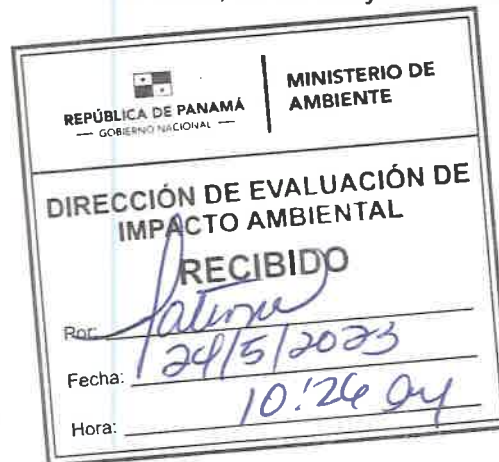 REPÚBLICA DE PANAMÁ
— GOBIERNO NACIONAL —
MINISTERIO DE
AMBIENTE
DIRECCIÓN DE EVALUACIÓN DE
IMPACTO AMBIENTAL
RECIBIDO
Por:
Fecha: 24/5/2023
Hora: 10:26